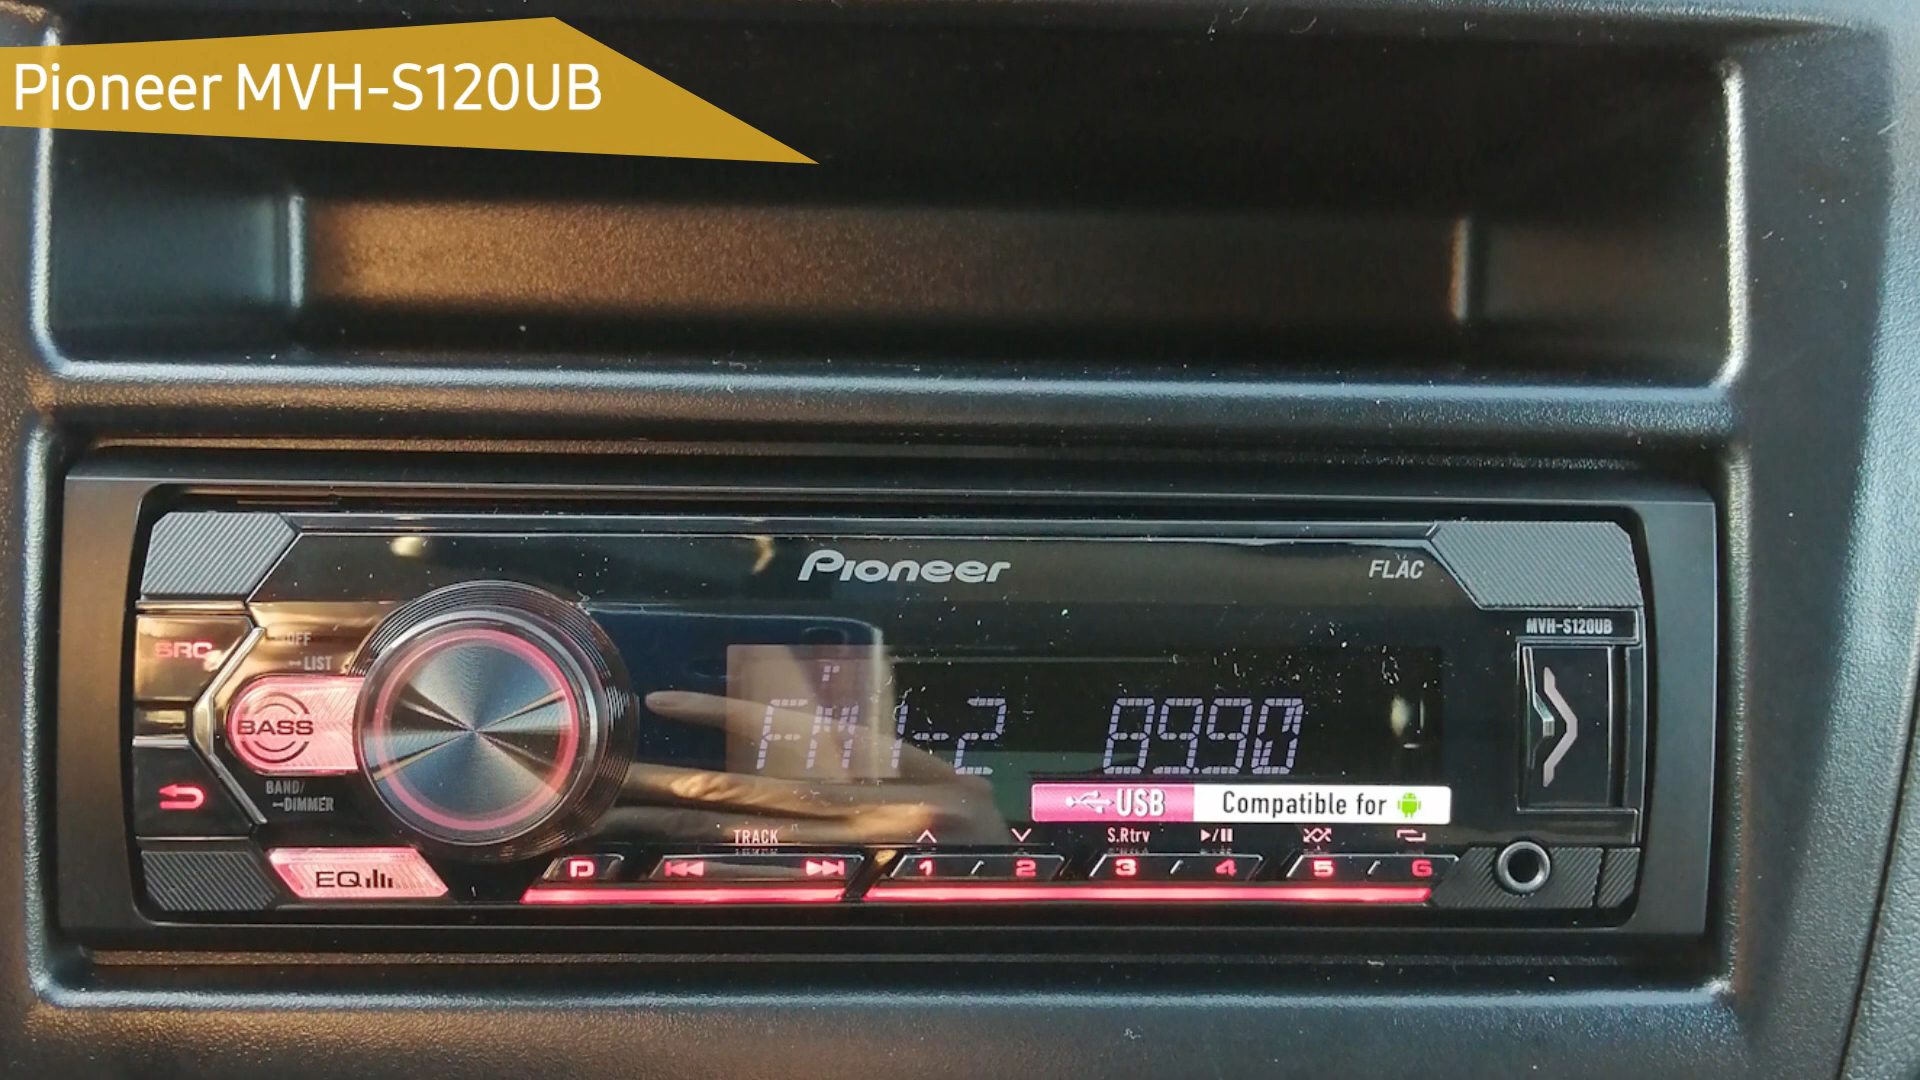 Pioneer MVH-S120UB
Pioneer
FLAC
MVH-S120UB
SRC
OFF
LIST
BASS
FM 1-2 89.90
BAND/
DIMMER
USB Compatible for
TRACK
S.Rtrv
EQ
D
1 / 2
3 / 4
5 / 6